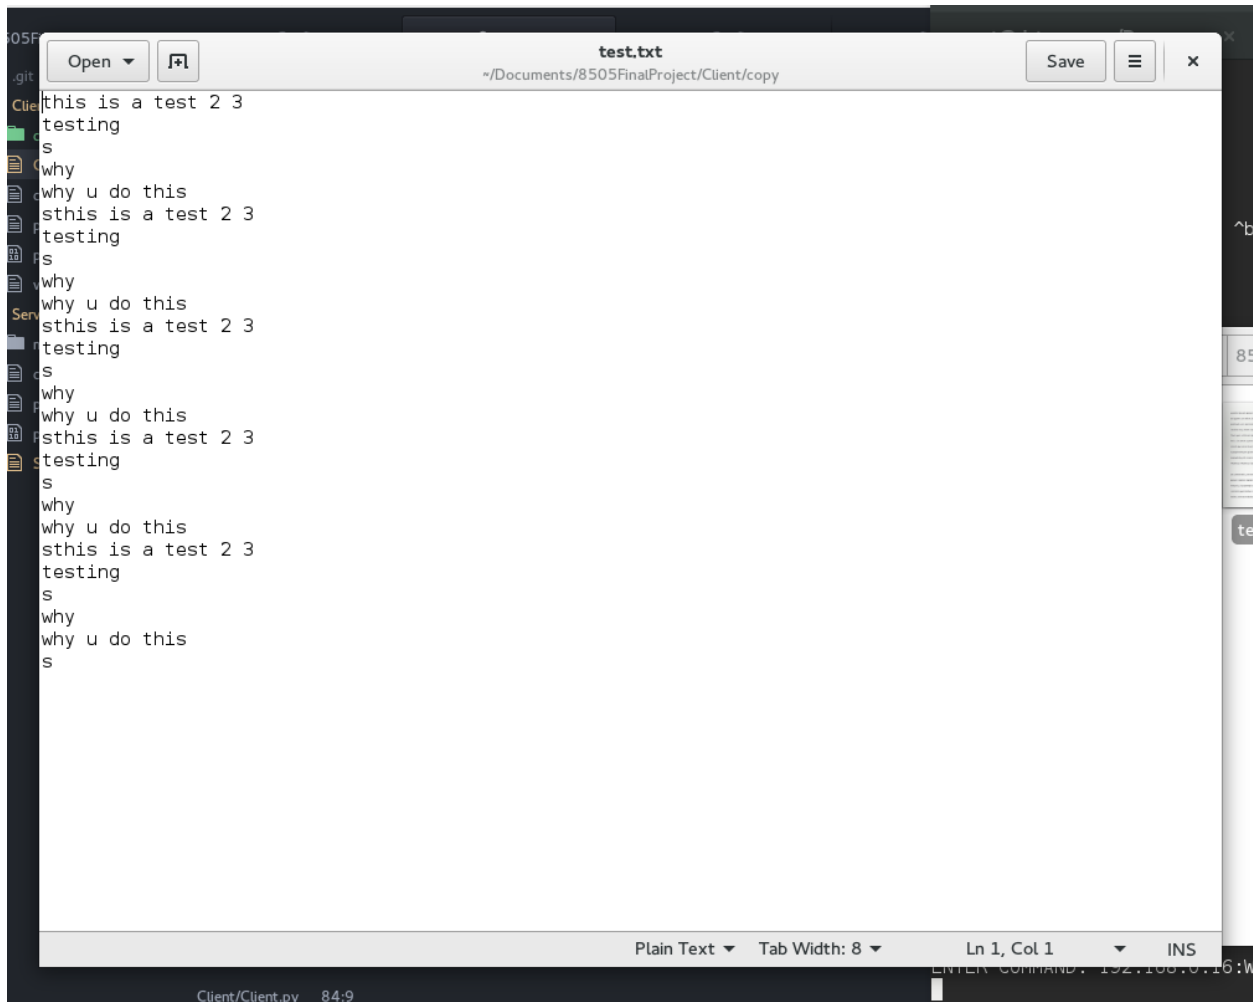 Open
test.txt
~/Documents/8505FinalProject/Client/copy
Save
.git
this is a test 2 3
testing
s
why
why u do this
sthis is a test 2 3
testing
s
why
why u do this
sthis is a test 2 3
testing
s
why
why u do this
sthis is a test 2 3
testing
s
why
why u do this
sthis is a test 2 3
testing
s
why
why u do this
s
Plain Text
Tab Width: 8
Ln 1, Col 1
INS
ENTER COMMAND:
Client/Client.py 84:9